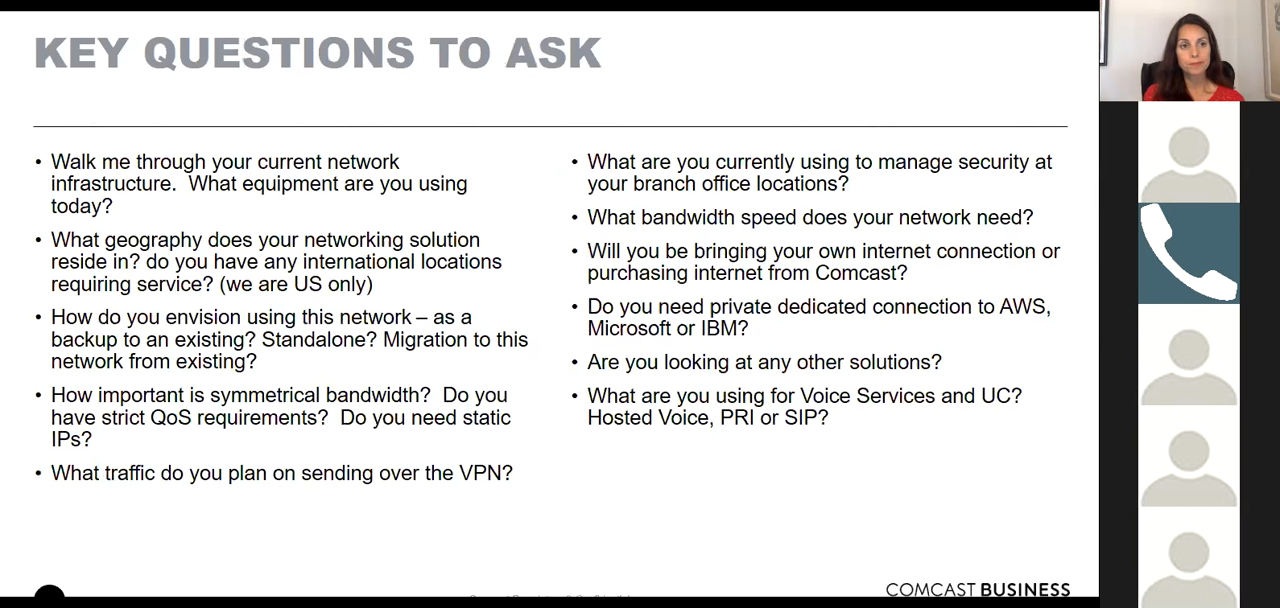 KEY QUESTIONS TO ASK
• Walk me through your current network
infrastructure.  What equipment are you using
today?
• What geography does your networking solution
reside in? do you have any international locations
requiring service? (we are US only)
• How do you envision using this network – as a
backup to an existing? Standalone? Migration to this
network from existing?
• How important is symmetrical bandwidth?  Do you
have strict QoS requirements?  Do you need static
IPs?
• What traffic do you plan on sending over the VPN?
• What are you currently using to manage security at
your branch office locations?
• What bandwidth speed does your network need?
• Will you be bringing your own internet connection or
purchasing internet from Comcast?
• Do you need private dedicated connection to AWS,
Microsoft or IBM?
• Are you looking at any other solutions?
• What are you using for Voice Services and UC?
Hosted Voice, PRI or SIP?
COMCAST BUSINESS